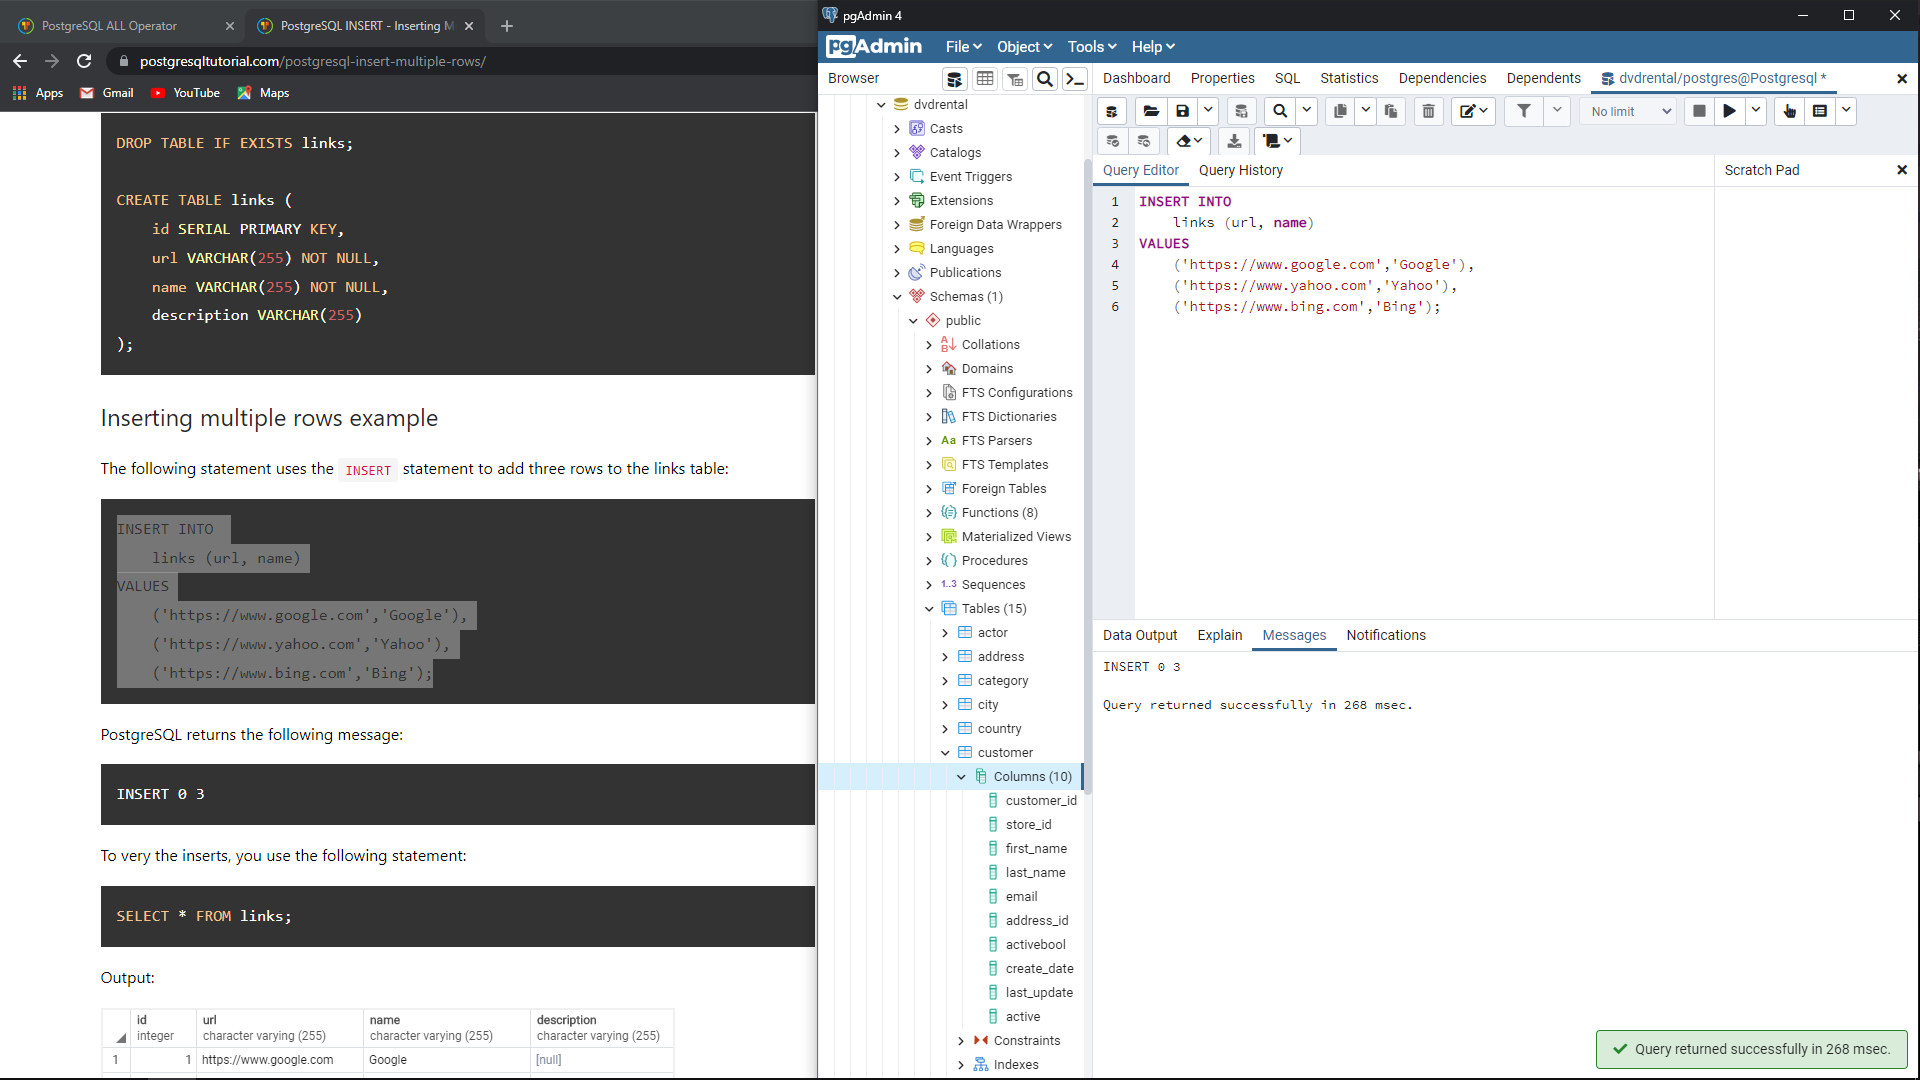 PostgreSQL ALL Operator
PostgreSQL INSERT - Inserting M
postgresqltutorial.com/postgresql-insert-multiple-rows/
Apps
Gmail
YouTube
Maps
DROP TABLE IF EXISTS links;
CREATE TABLE links (
id SERIAL PRIMARY KEY,
url VARCHAR(255) NOT NULL,
name VARCHAR(255) NOT NULL,
description VARCHAR(255)
);
Inserting multiple rows example
The following statement uses the INSERT statement to add three rows to the links table:
INSERT INTO
links (url, name)
VALUES
('https://www.google.com','Google'),
('https://www.yahoo.com','Yahoo'),
('https://www.bing.com','Bing');
PostgreSQL returns the following message:
INSERT 0 3
To very the inserts, you use the following statement:
SELECT * FROM links;
Output:
id
integer
url
character varying (255)
name
character varying (255)
description
character varying (255)
1 1 https://www.google.com Google [null]
pgAdmin 4
pgAdmin
File
Object
Tools
Help
Browser
dvdrental
Casts
Catalogs
Event Triggers
Extensions
Foreign Data Wrappers
Languages
Publications
Schemas (1)
public
Collations
Domains
FTS Configurations
FTS Dictionaries
Aa FTS Parsers
FTS Templates
Foreign Tables
Functions (8)
Materialized Views
Procedures
1..3 Sequences
Tables (15)
actor
address
category
city
country
customer
Columns (10)
customer_id
store_id
first_name
last_name
email
address_id
activebool
create_date
last_update
active
Constraints
Indexes
Dashboard
Properties
SQL
Statistics
Dependencies
Dependents
dvdrental/postgres@Postgresql *
No limit
Query Editor
Query History
Scratch Pad
1 INSERT INTO
2 links (url, name)
3 VALUES
4 ('https://www.google.com','Google'),
5 ('https://www.yahoo.com','Yahoo'),
6 ('https://www.bing.com','Bing');
Data Output
Explain
Messages
Notifications
INSERT 0 3
Query returned successfully in 268 msec.
Query returned successfully in 268 msec.